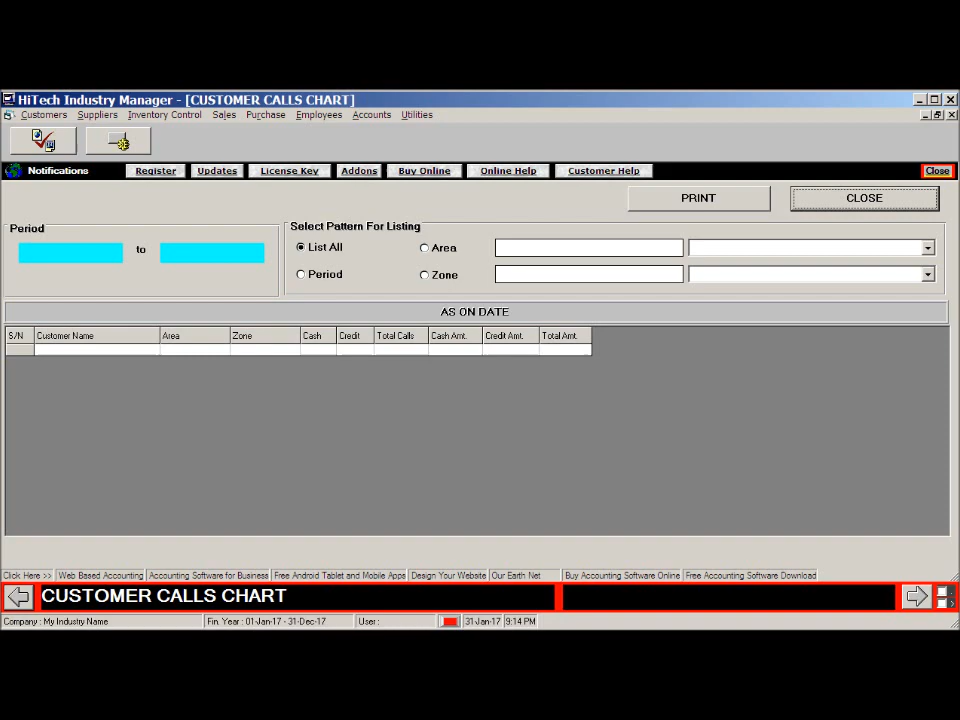 HiTech Industry Manager - [CUSTOMER CALLS CHART]
Customers Suppliers Inventory Control Sales Purchase Employees Accounts Utilities
Notifications Register Updates License Key Addons Buy Online Online Help Customer Help Close
PRINT CLOSE
Period Select Pattern For Listing
to List All Area
Period Zone
AS ON DATE
S/N Customer Name Area Zone Cash Credit Total Calls Cash Amt. Credit Amt. Total Amt.
Click Here >> Web Based Accounting Accounting Software for Business Free Android Tablet and Mobile Apps Design Your Website Our Earth Net Buy Accounting Software Online Free Accounting Software Download
CUSTOMER CALLS CHART
Company : My Industry Name Fin. Year : 01-Jan-17 - 31-Dec-17 User : 31-Jan-17 9:14 PM